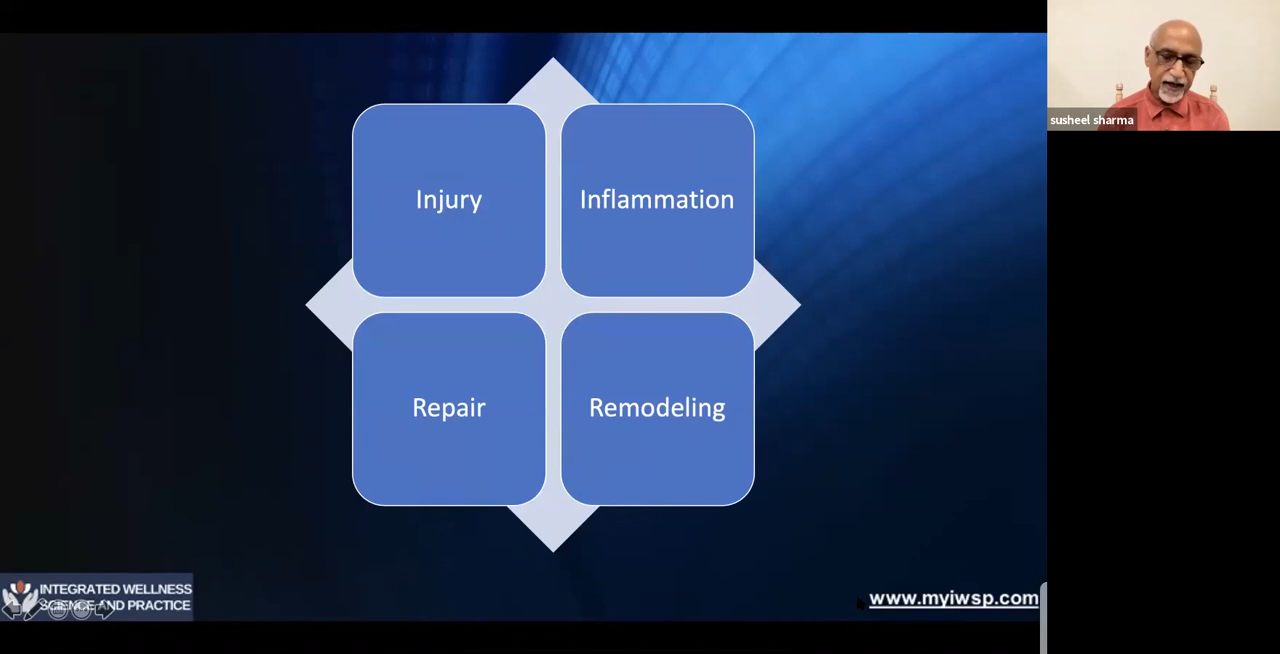 Injury
Inflammation
Repair
Remodeling
INTEGRATED WELLNESS
SCIENCE AND PRACTICE
www.myiwsp.com
susheel sharma